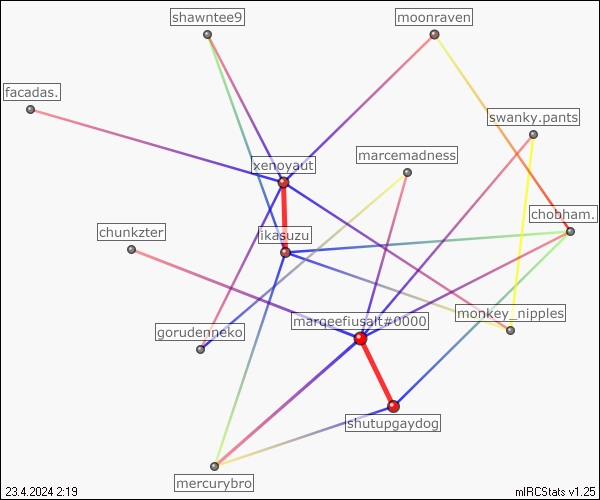 shawntee9
moonraven
facadas.
swanky.pants
xenoyaut
marcemadness
chobham.
chunkzter
ikasuzu
marqeefiusalt#0000
monkey_nipples
gorudenneko
shutupgaydog
mercurybro
23.4.2024 2:19
mIRCStats v1.25